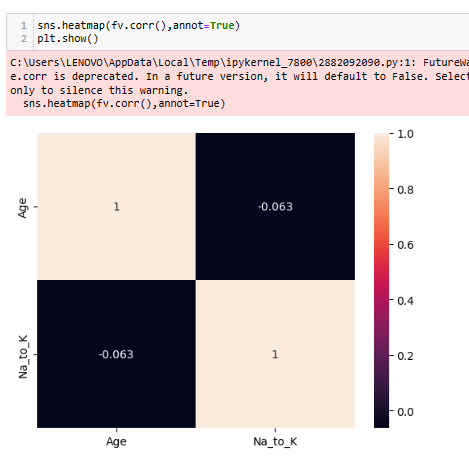 1 sns.heatmap(fv.corr(),annot=True)
2 plt.show()
C:\Users\LENOVO\AppData\Local\Temp\ipykernel_7800\2882092090.py:1: FutureWa
e.corr is deprecated. In a future version, it will default to False. Select
only to silence this warning.
sns.heatmap(fv.corr(),annot=True)
1.0
Age
1
-0.063
0.8
0.6
0.4
Na_to_K
-0.063
1
0.2
0.0
Age
Na_to_K